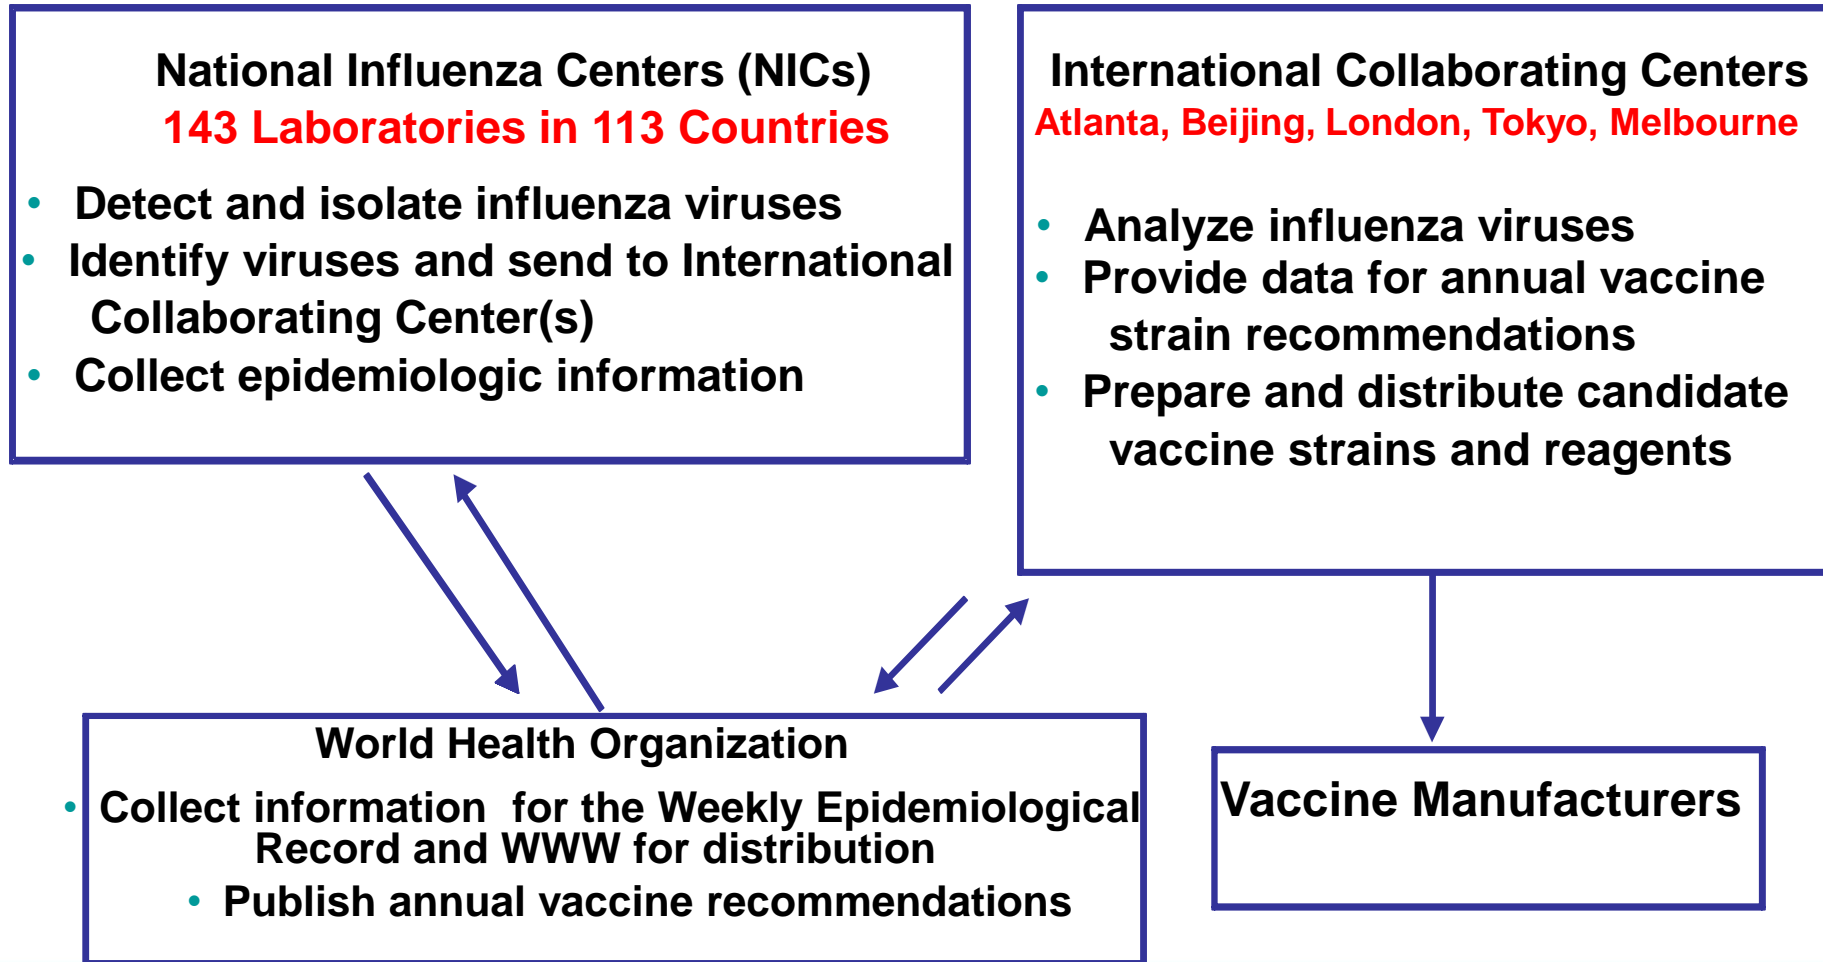 National Influenza Centers (NICs)
143 Laboratories in 113 Countries
• Detect and isolate influenza viruses
• Identify viruses and send to International
Collaborating Center(s)
• Collect epidemiologic information
International Collaborating Centers
Atlanta, Beijing, London, Tokyo, Melbourne
• Analyze influenza viruses
• Provide data for annual vaccine
strain recommendations
• Prepare and distribute candidate
vaccine strains and reagents
World Health Organization
• Collect information for the Weekly Epidemiological
Record and WWW for distribution
• Publish annual vaccine recommendations
Vaccine Manufacturers